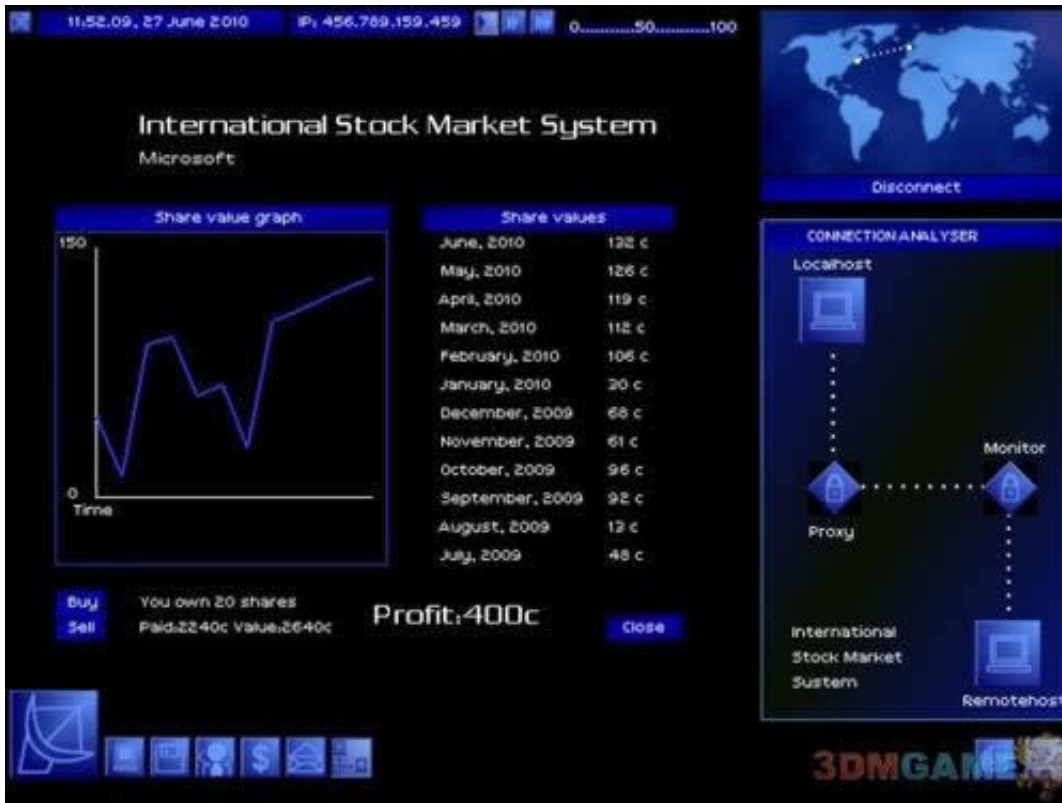 11:52.09, 27 June 2010
IP: 456.789.159.459
0............50............100
International Stock Market System
Microsoft
Disconnect
Share value graph
150
0
Time
Share values
June, 2010 132 c
May, 2010 126 c
April, 2010 119 c
March, 2010 112 c
February, 2010 106 c
January, 2010 30 c
December, 2009 68 c
November, 2009 61 c
October, 2009 96 c
September, 2009 92 c
August, 2009 13 c
July, 2009 48 c
Buy
Sell
You own 20 shares
Paid:2240c Value:2640c
Profit:400c
Close
CONNECTION ANALYSER
Localhost
Monitor
Proxy
International
Stock Market
System
Remotehost
3DMGAME